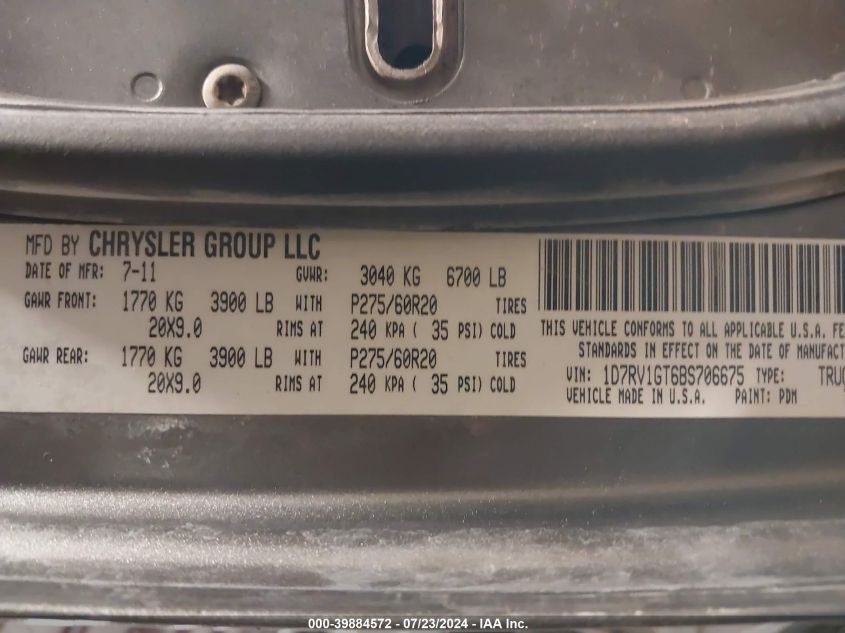 MFD BY CHRYSLER GROUP LLC
DATE OF MFR: 7-11 GVWR: 3040 KG 6700 LB
GAWR FRONT: 1770 KG 3900 LB WITH P275/60R20 TIRES
20X9.0 RIMS AT 240 KPA ( 35 PSI) COLD
GAWR REAR: 1770 KG 3900 LB WITH P275/60R20 TIRES
20X9.0 RIMS AT 240 KPA ( 35 PSI) COLD
THIS VEHICLE CONFORMS TO ALL APPLICABLE U.S.A. FE
STANDARDS IN EFFECT ON THE DATE OF MANUFACT
VIN: 1D7RV1GT6BS706675 TYPE: TRUC
VEHICLE MADE IN U.S.A. PAINT: PDM
000-39884572 - 07/23/2024 - IAA Inc.